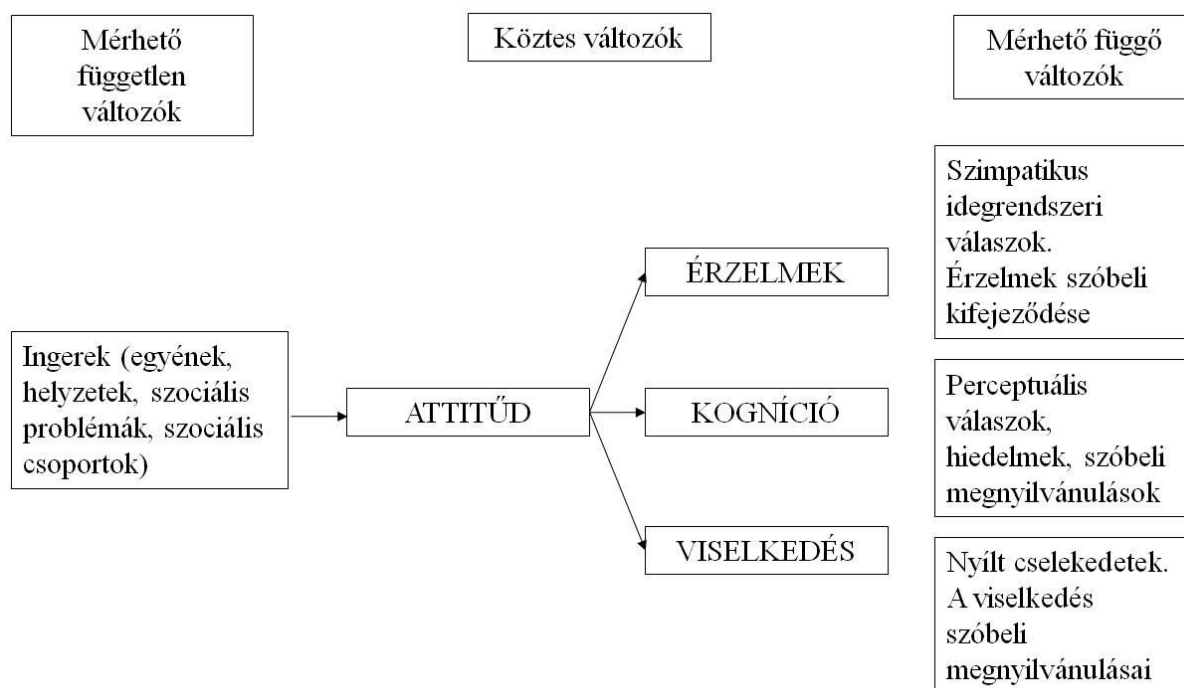 Mérhető
független
változók
Köztes változók
Mérhető függő
változók
Ingerek (egyének,
helyzetek, szociális
problémák, szociális
csoportok)
ATTITŰD
ÉRZELMEK
KOGNÍCIÓ
VISELKEDÉS
Szimpatikus
idegrendszeri
válaszok.
Érzelmek szóbeli
kifejeződése
Perceptuális
válaszok,
hiedelmek, szóbeli
megnyilvánulások
Nyílt cselekedetek.
A viselkedés
szóbeli
megnyilvánulásai